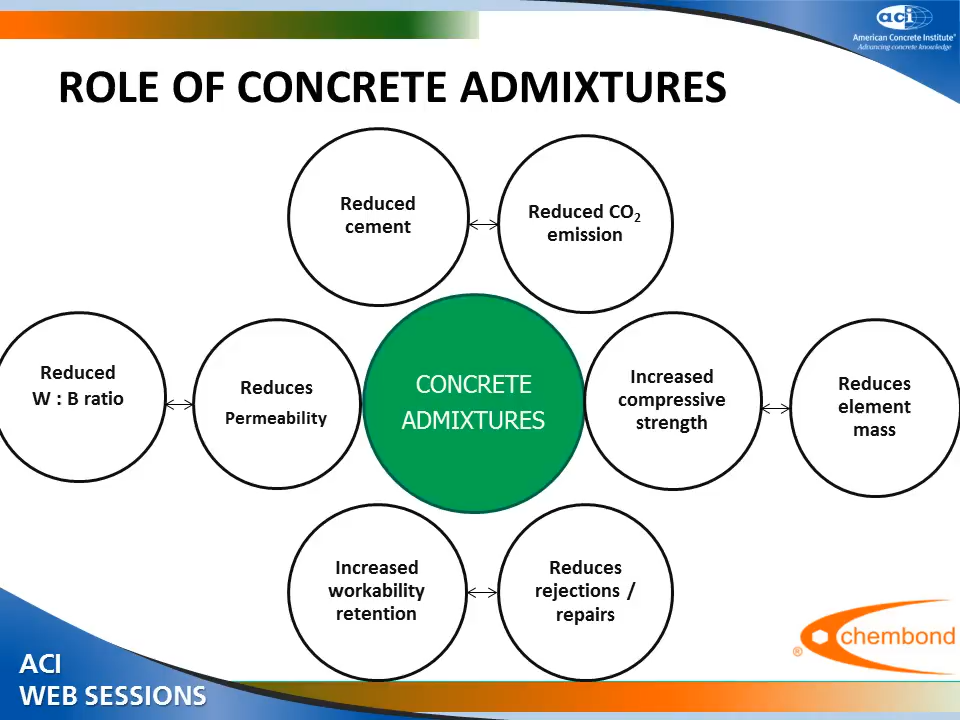 aci
American Concrete Institute®
Advancing concrete knowledge
ROLE OF CONCRETE ADMIXTURES
Reduced
cement
Reduced CO₂
emission
Reduced
W : B ratio
Reduces
Permeability
CONCRETE
ADMIXTURES
Increased
compressive
strength
Reduces
element
mass
Increased
workability
retention
Reduces
rejections /
repairs
chembond
®
ACI
WEB SESSIONS